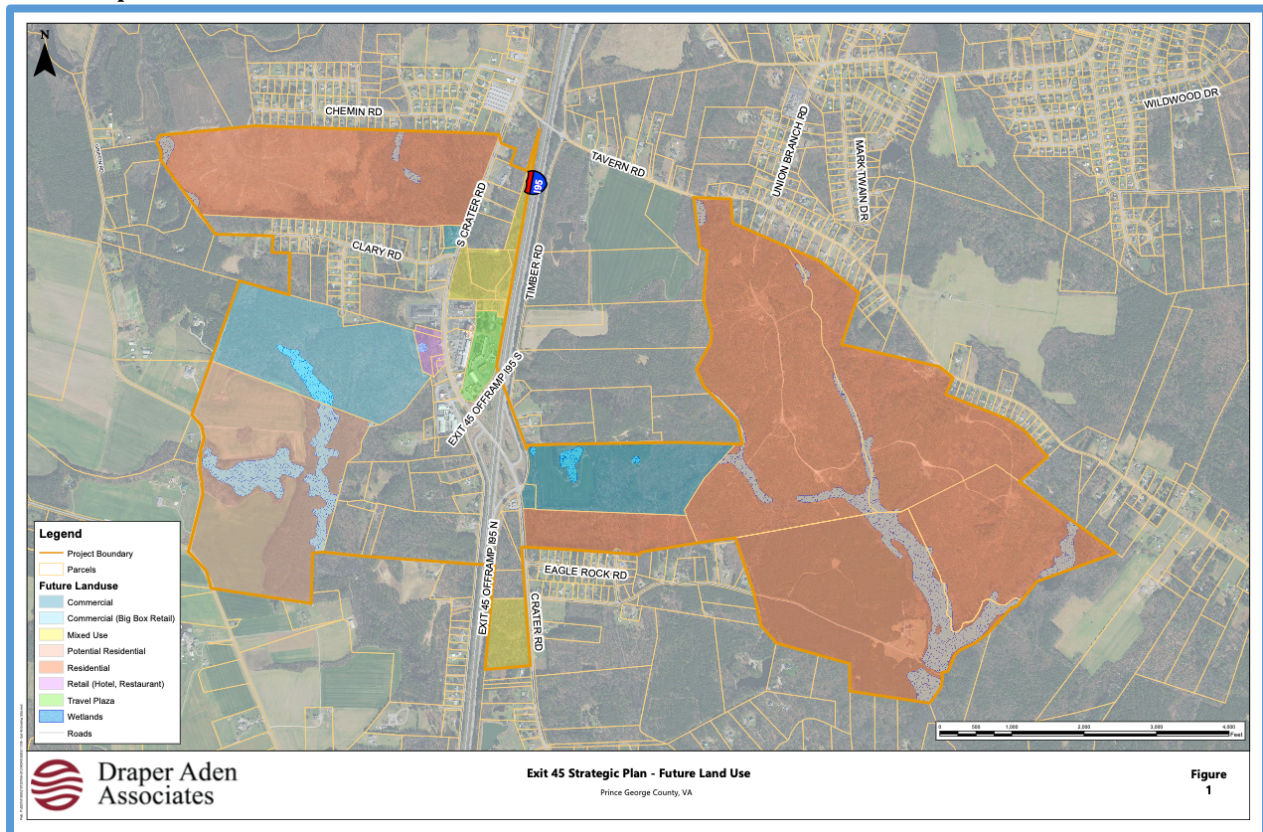 N
CHEMIN RD
WILDWOOD DR
UNION BRANCH RD
MARK TWAIN DR
TAVERN RD
I95
S CRATER RD
CLARY RD
TIMBER RD
EXIT 45 OFFRAMP I95 S
EXIT 45 OFFRAMP I95 N
EAGLE ROCK RD
CRATER RD
Legend
Project Boundary
Parcels
Future Landuse
Commercial
Commercial (Big Box Retail)
Mixed Use
Potential Residential
Residential
Retail (Hotel, Restaurant)
Travel Plaza
Wetlands
Roads
0 500 1,000 2,000 3,000 4,000
Feet
Draper Aden
Associates
Exit 45 Strategic Plan - Future Land Use
Prince George County, VA
Figure
1